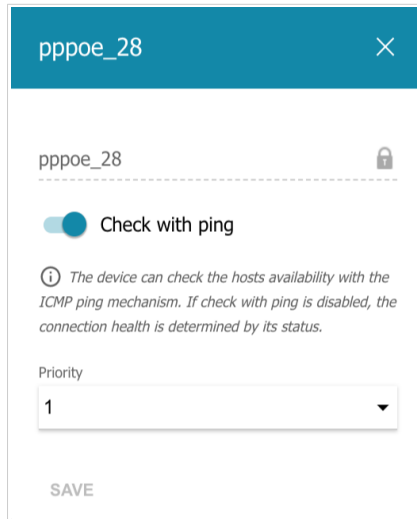 pppoe_28
pppoe_28
Check with ping
The device can check the hosts availability with the
ICMP ping mechanism. If check with ping is disabled, the
connection health is determined by its status.
Priority
1
SAVE